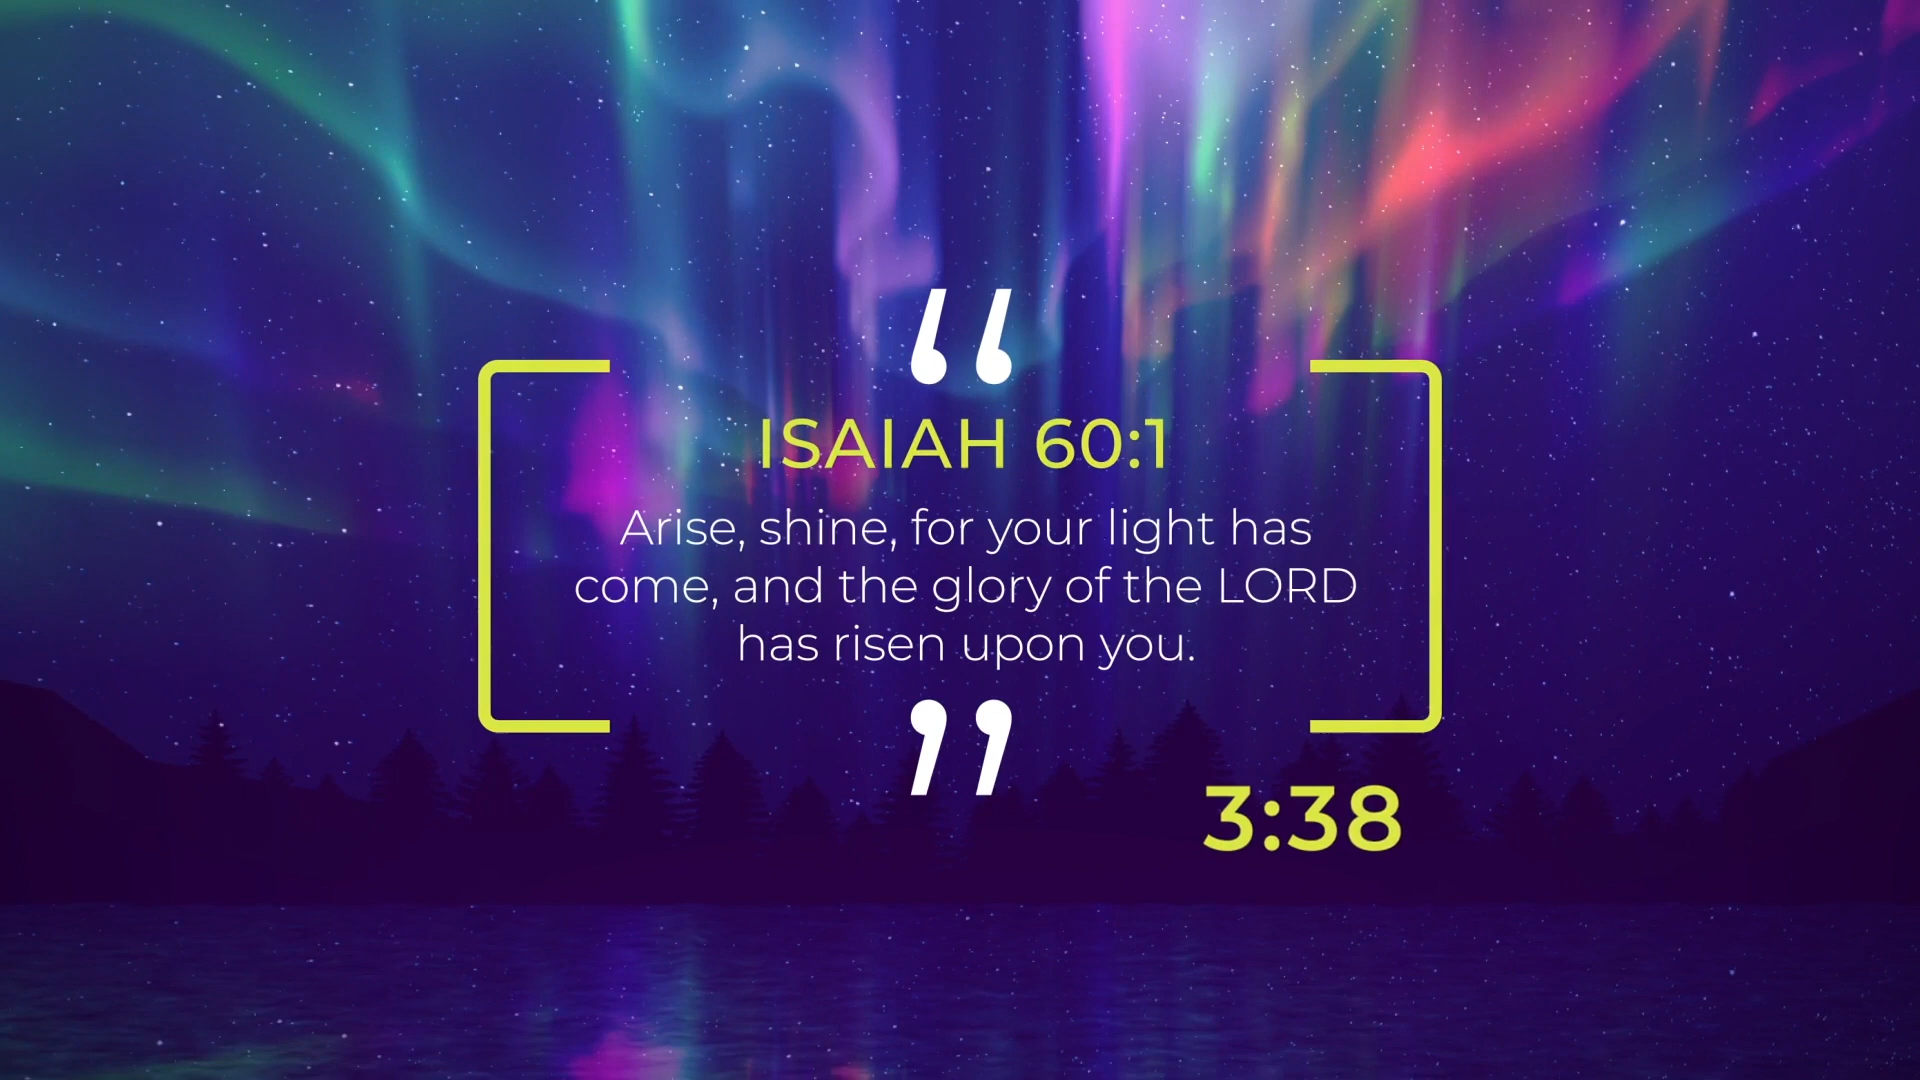 “
ISAIAH 60:1
Arise, shine, for your light has
come, and the glory of the LORD
has risen upon you.
”
3:38